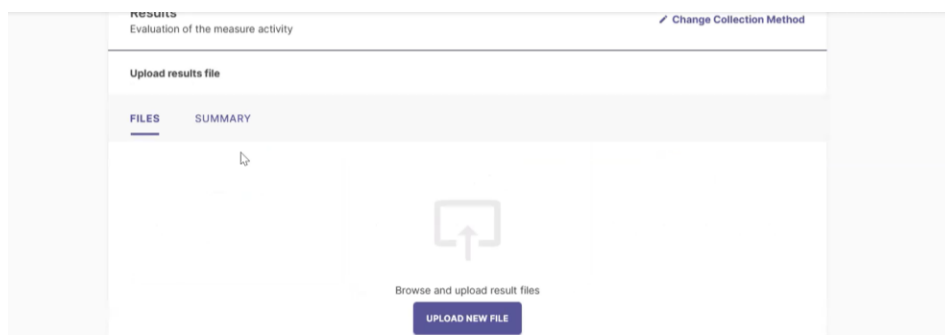 Results
Evaluation of the measure activity
Change Collection Method
Upload results file
FILES
SUMMARY
Browse and upload result files
UPLOAD NEW FILE